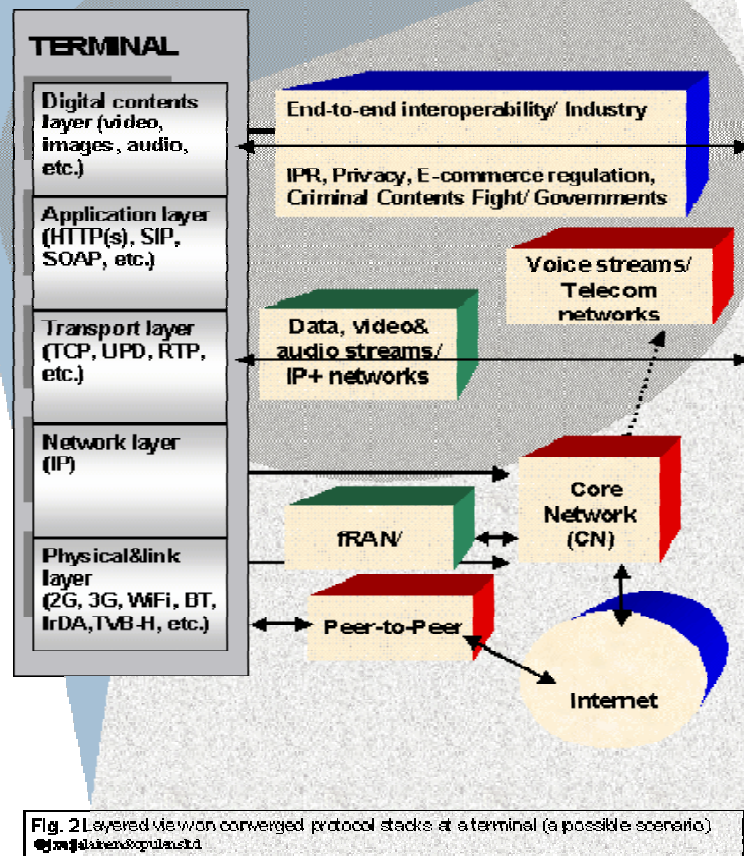 TERMINAL
Digital contents
layer (video,
images, audio,
etc.)
Application layer
(HTTP(s), SIP,
SOAP, etc.)
Transport layer
(TCP, UPD, RTP,
etc.)
Network layer
(IP)
Physical&link
layer
(2G, 3G, WiFi, BT,
IrDA,TVB-H, etc.)
End-to-end interoperability/ Industry
IPR, Privacy, E-commerce regulation,
Criminal Contents Fight/ Governments
Voice streams/
Telecom
networks
Data, video&
audio streams/
IP+ networks
Core
Network
(CN)
fRAN/
Peer-to-Peer
Internet
Fig. 2 Layered view on converged protocol stacks at a terminal (a possible scenario)